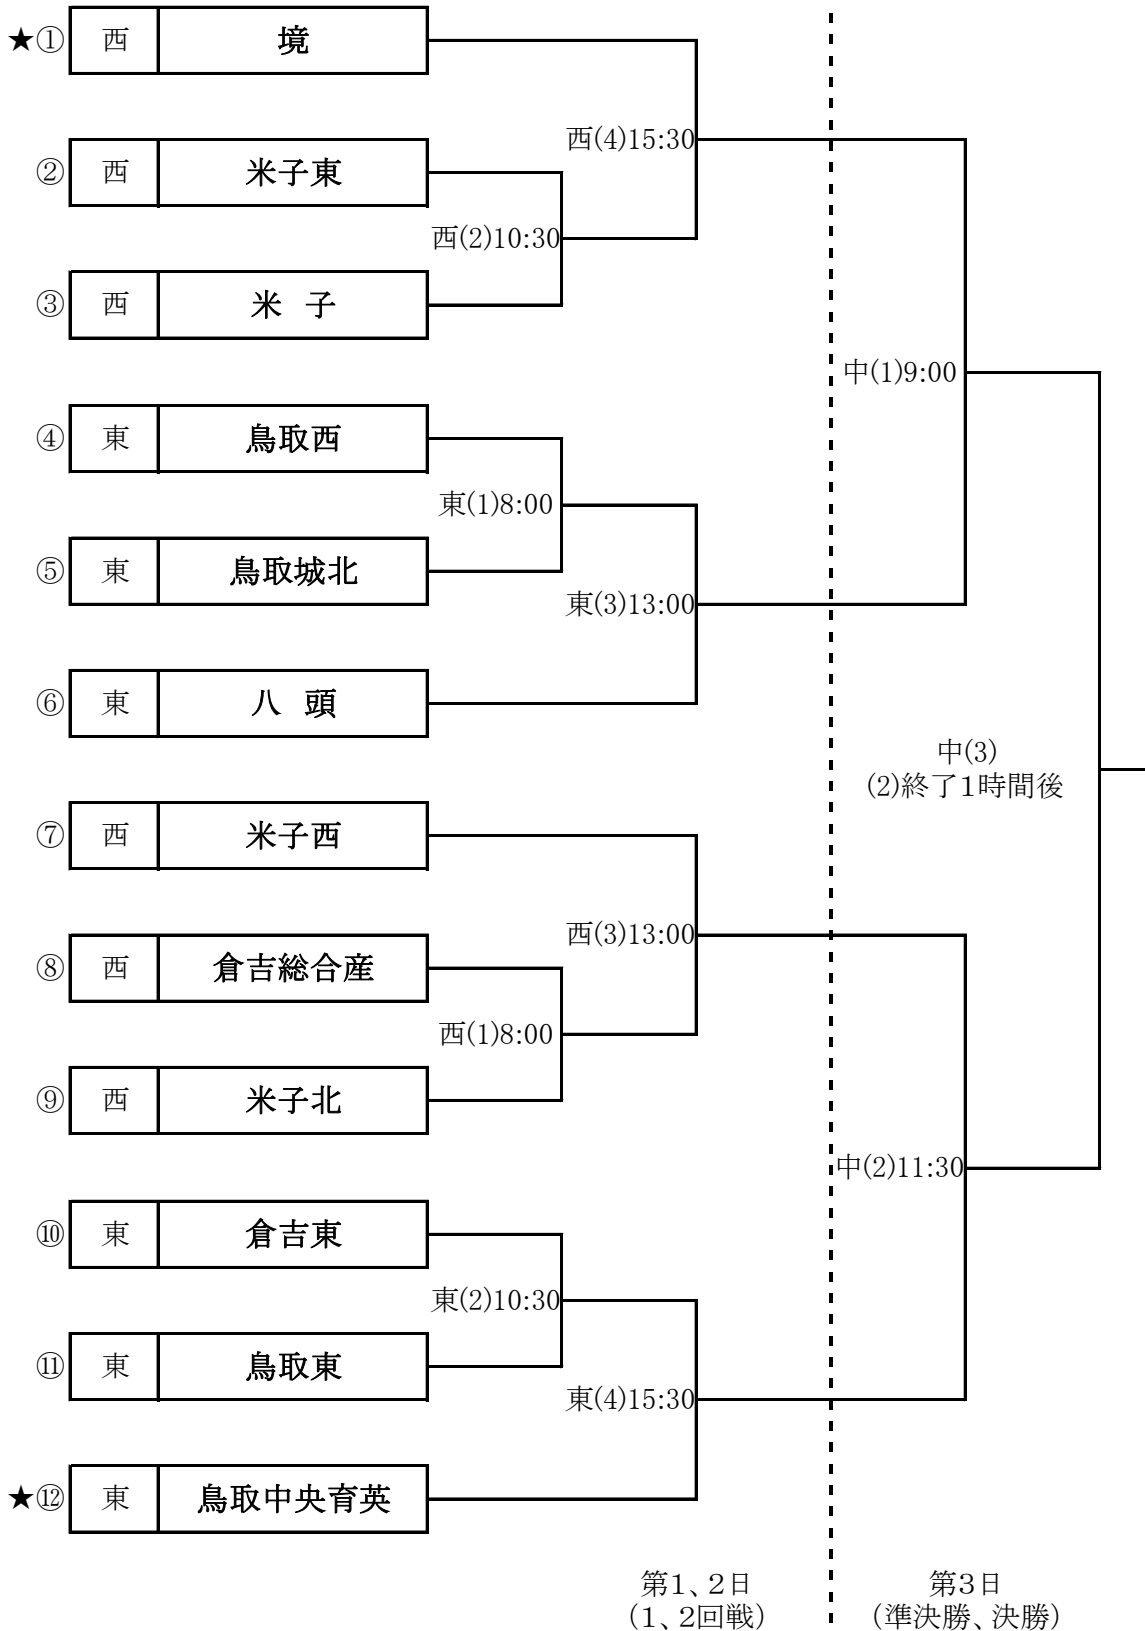 ★① 西 境
西(4)15:30
② 西 米子東
西(2)10:30
③ 西 米 子
中(1)9:00
④ 東 鳥取西
東(1)8:00
⑤ 東 鳥取城北
東(3)13:00
⑥ 東 八 頭
中(3)
(2)終了１時間後
⑦ 西 米子西
西(3)13:00
⑧ 西 倉吉総合産
西(1)8:00
⑨ 西 米子北
中(2)11:30
⑩ 東 倉吉東
東(2)10:30
⑪ 東 鳥取東
東(4)15:30
★⑫ 東 鳥取中央育英
第１、２日
（１、２回戦）
第３日
（準決勝、決勝）